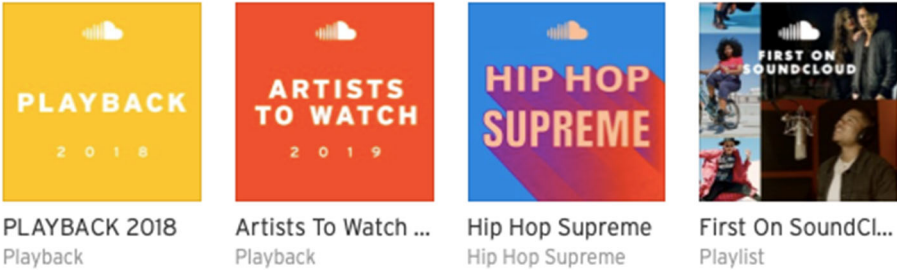 PLAYBACK
2018
ARTISTS
TO WATCH
2019
HIP HOP
SUPREME
FIRST ON
SOUNDCLOUD
PLAYBACK 2018
Playback
Artists To Watch ...
Playback
Hip Hop Supreme
Hip Hop Supreme
First On SoundCl...
Playlist